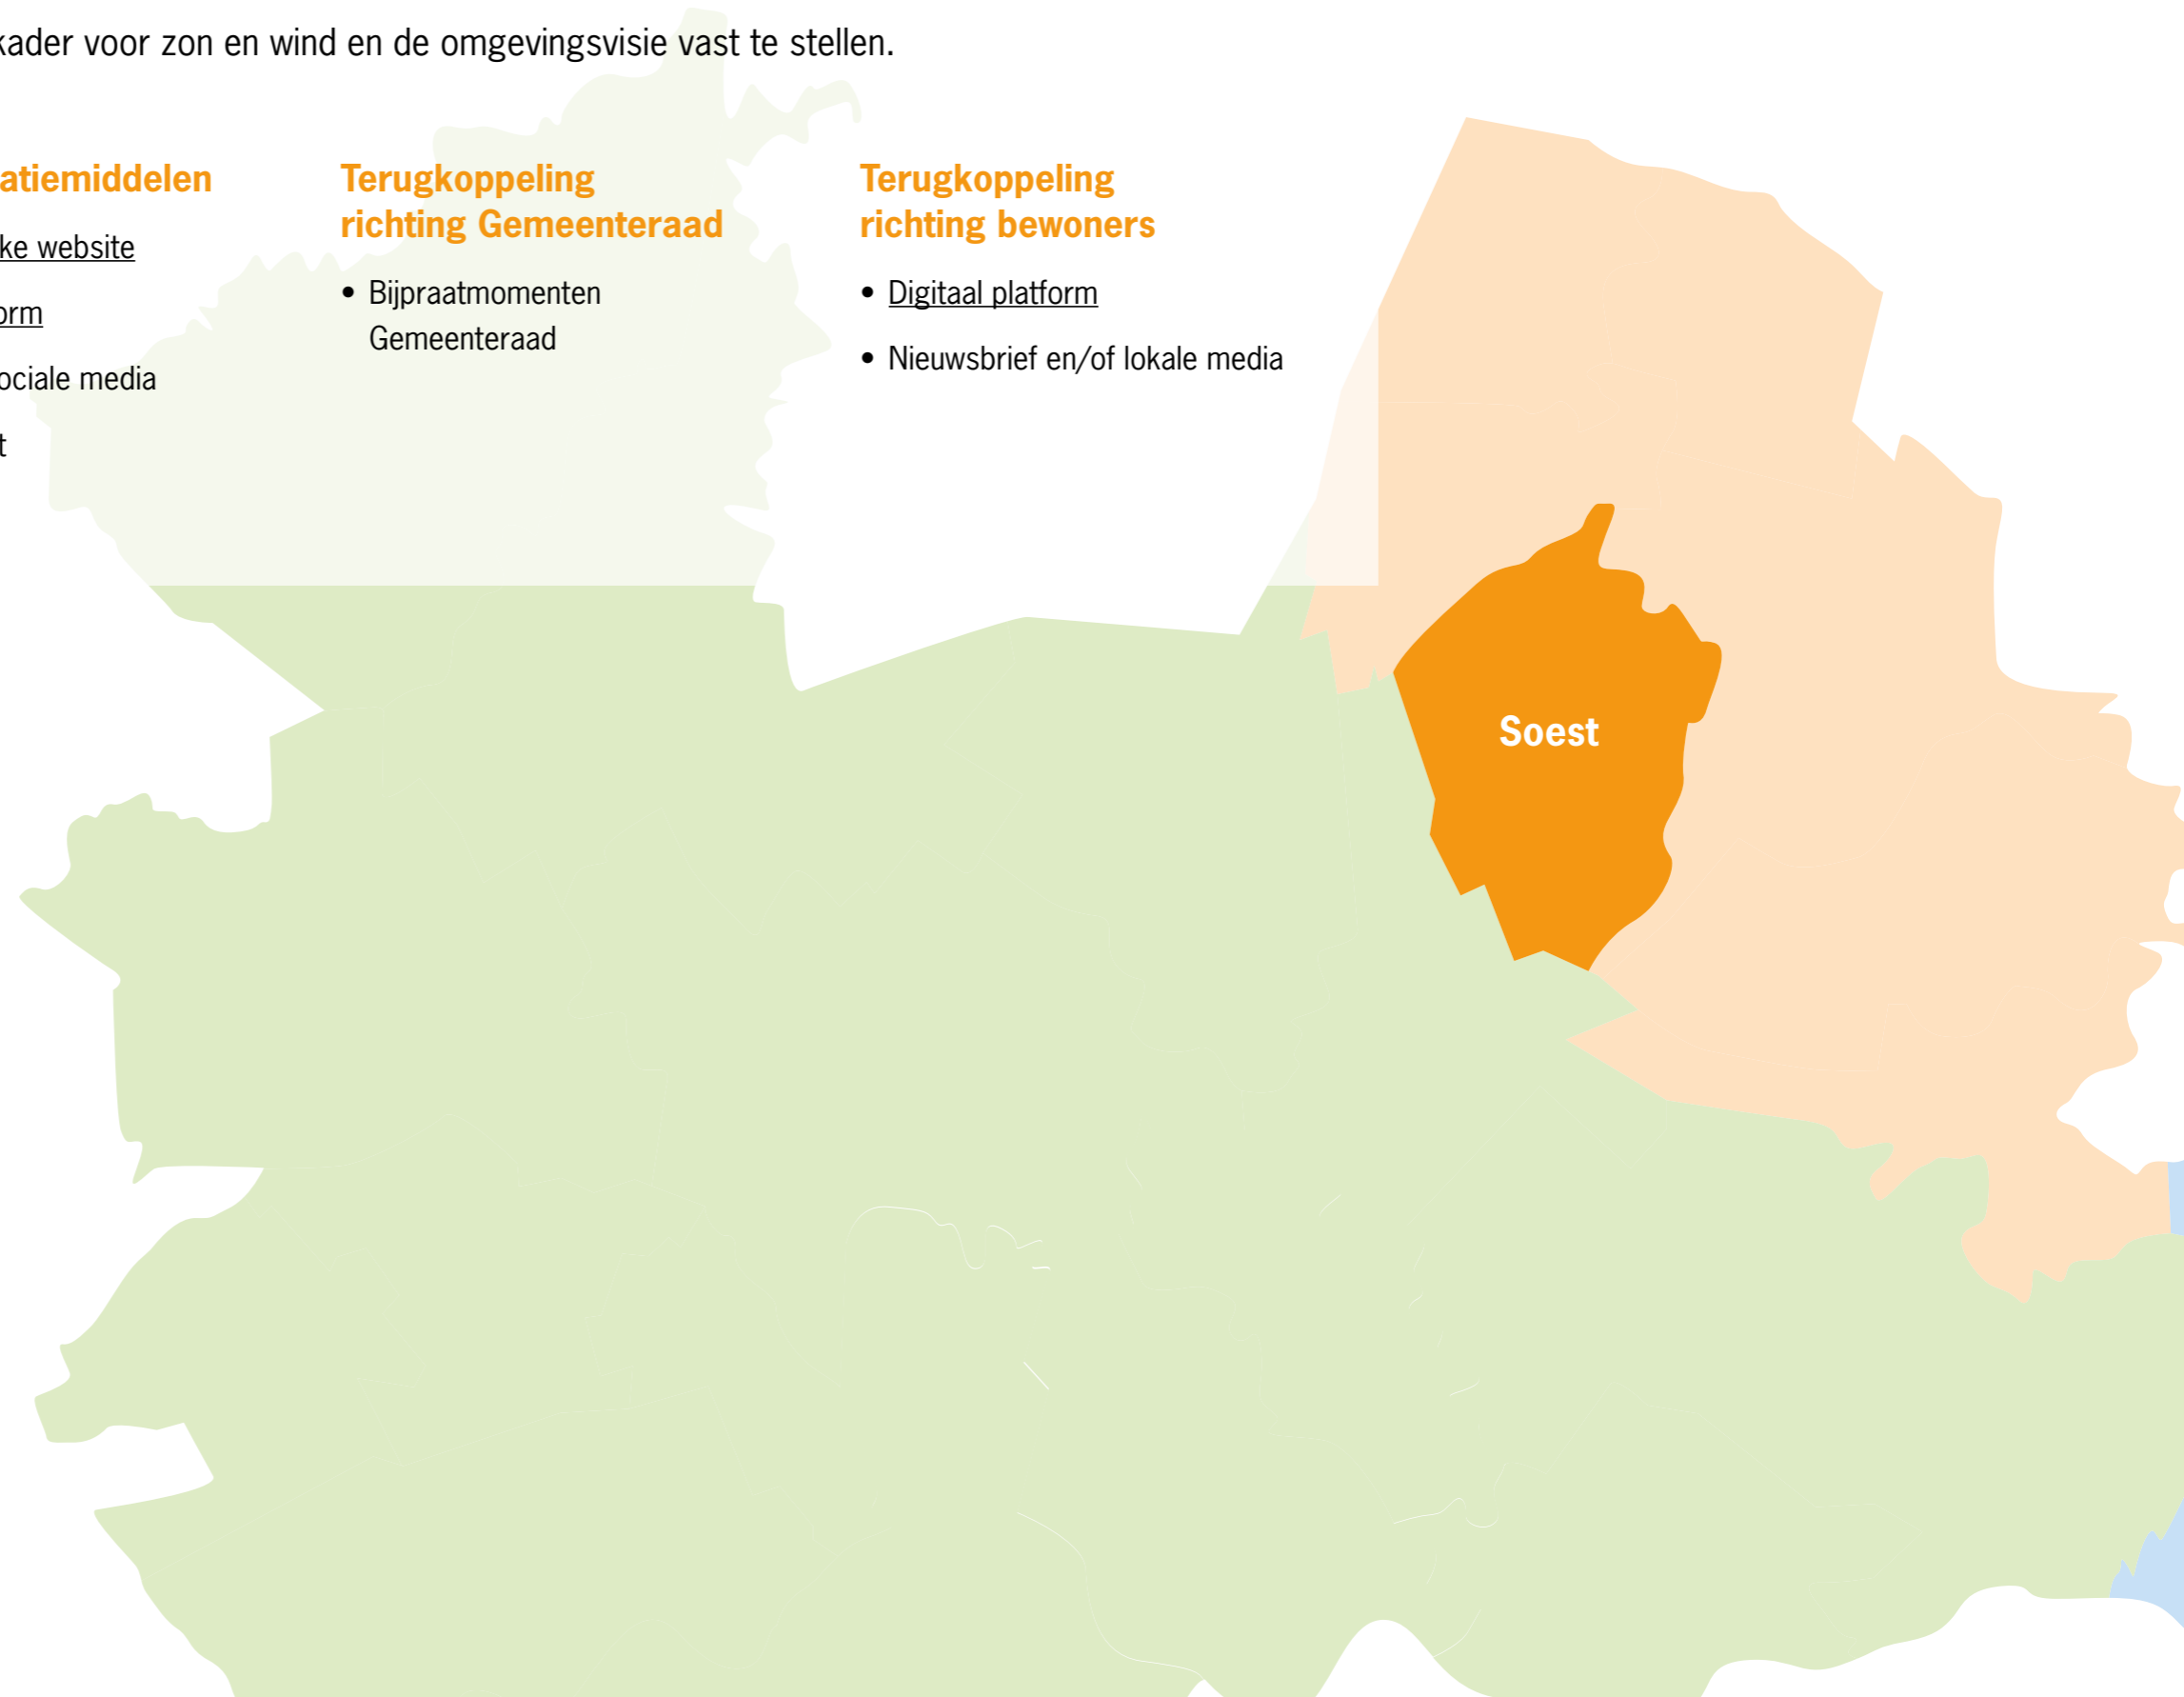 kader voor zon en wind en de omgevingsvisie vast te stellen.
atiemiddelen
ke website
orm
ociale media
t
Terugkoppeling
richting Gemeenteraad
• Bijpraatmomenten
Gemeenteraad
Terugkoppeling
richting bewoners
• Digitaal platform
• Nieuwsbrief en/of lokale media
Soest